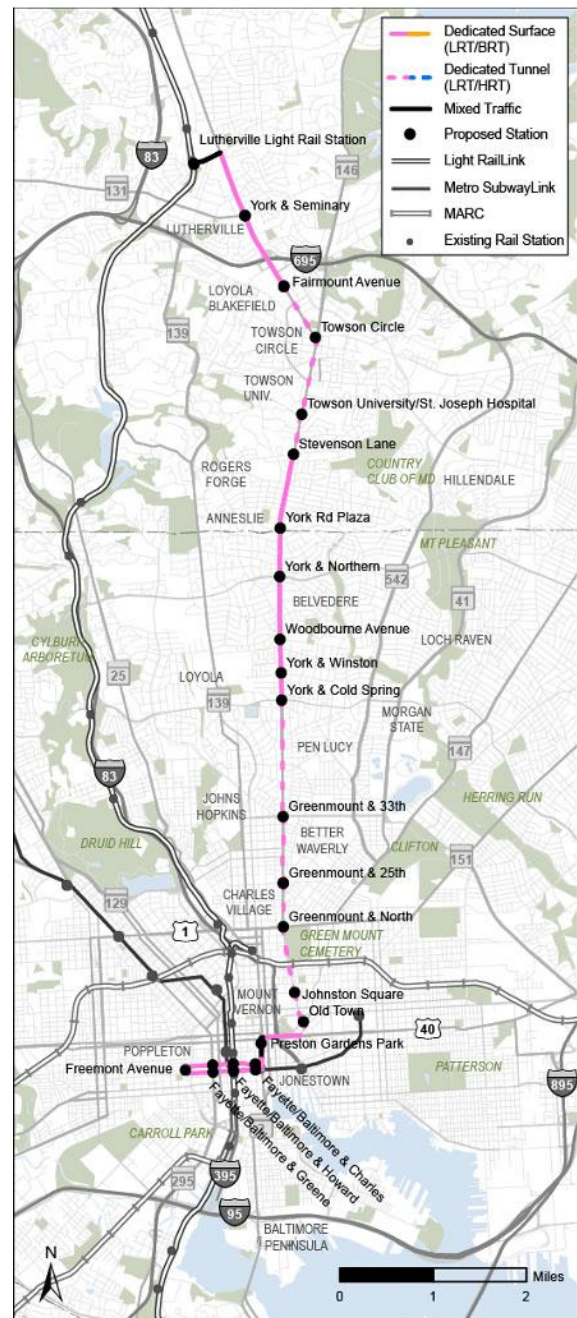 Dedicated Surface
(LRT/BRT)
Dedicated Tunnel
(LRT/HRT)
Mixed Traffic
Proposed Station
Light RailLink
Metro SubwayLink
MARC
Existing Rail Station
83
Lutherville Light Rail Station
146
131
York & Seminary
LUTHERVILLE
695
Fairmount Avenue
LOYOLA
BLAKEFIELD
139
Towson Circle
TOWSON
CIRCLE
TOWSON
UNIV.
Towson University/St. Joseph Hospital
Stevenson Lane
ROGERS
FORGE
COUNTRY
CLUB OF MD
HILLENDALE
ANNESLIE
York Rd Plaza
MT PLEASANT
York & Northern
542
BELVEDERE
41
Woodbourne Avenue
LOCH RAVEN
CYLBURN
ARBORETUM
25
LOYOLA
York & Winston
139
York & Cold Spring
MORGAN
STATE
PEN LUCY
147
83
JOHNS
HOPKINS
Greenmount & 33th
HERRING RUN
DRUID HILL
BETTER
WAVERLY
CLIFTON
151
Greenmount & 25th
129
CHARLES
VILLAGE
1
Greenmount & North
GREEN MOUNT
CEMETERY
MOUNT
VERNON
Johnston Square
Old Town
40
Preston Gardens Park
POPPLETON
Freemont Avenue
JONESTOWN
PATTERSON
895
Fayette/Baltimore & Charles
Fayette/Baltimore & Howard
Fayette/Baltimore & Greene
CARROLL PARK
295
395
95
BALTIMORE
PENINSULA
N
Miles
0 1 2